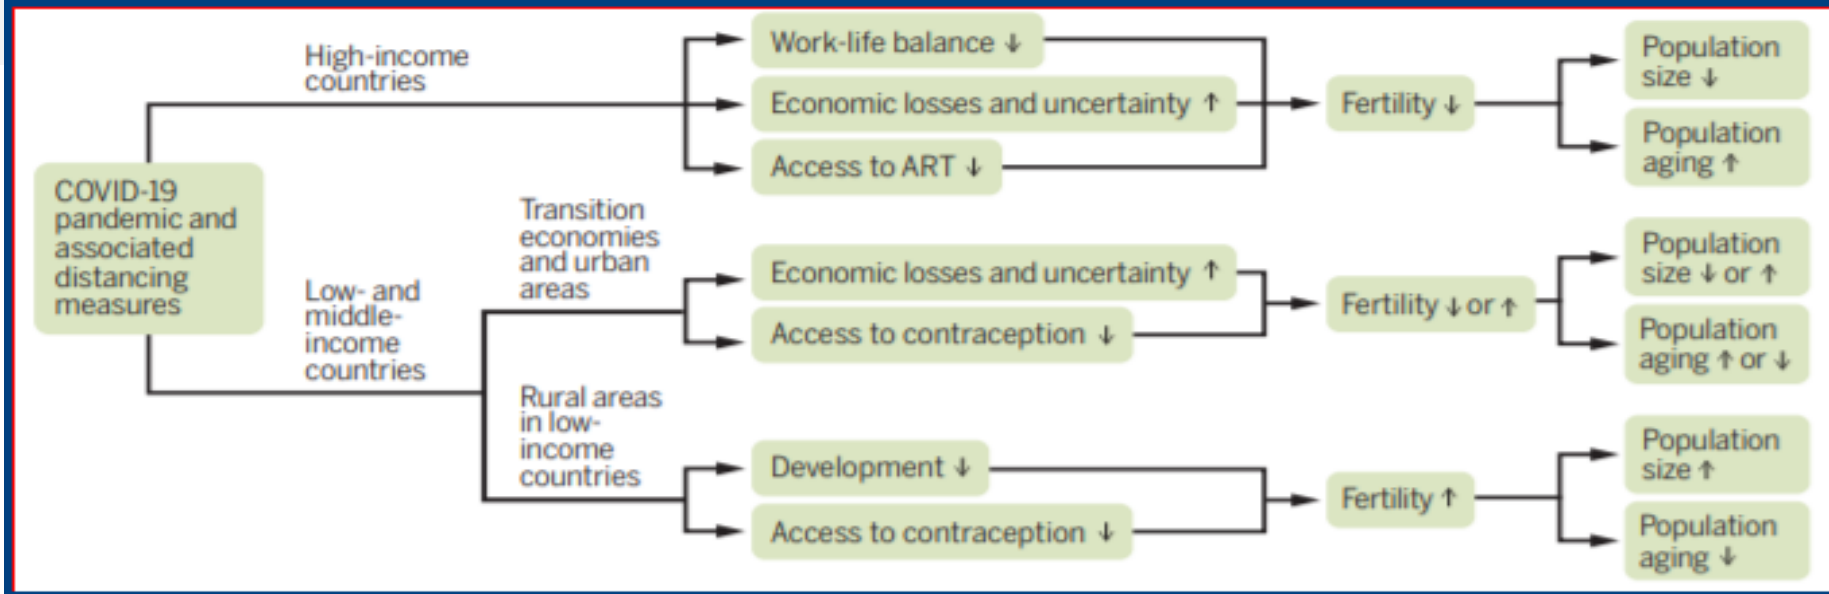 COVID-19
pandemic and
associated
distancing
measures
High-income
countries
Work-life balance ↓
Economic losses and uncertainty ↑
Access to ART ↓
Fertility ↓
Population
size ↓
Population
aging ↑
Low- and
middle-
income
countries
Transition
economies
and urban
areas
Economic losses and uncertainty ↑
Access to contraception ↓
Fertility ↓ or ↑
Population
size ↓ or ↑
Population
aging ↑ or ↓
Rural areas
in low-
income
countries
Development ↓
Access to contraception ↓
Fertility ↑
Population
size ↑
Population
aging ↓